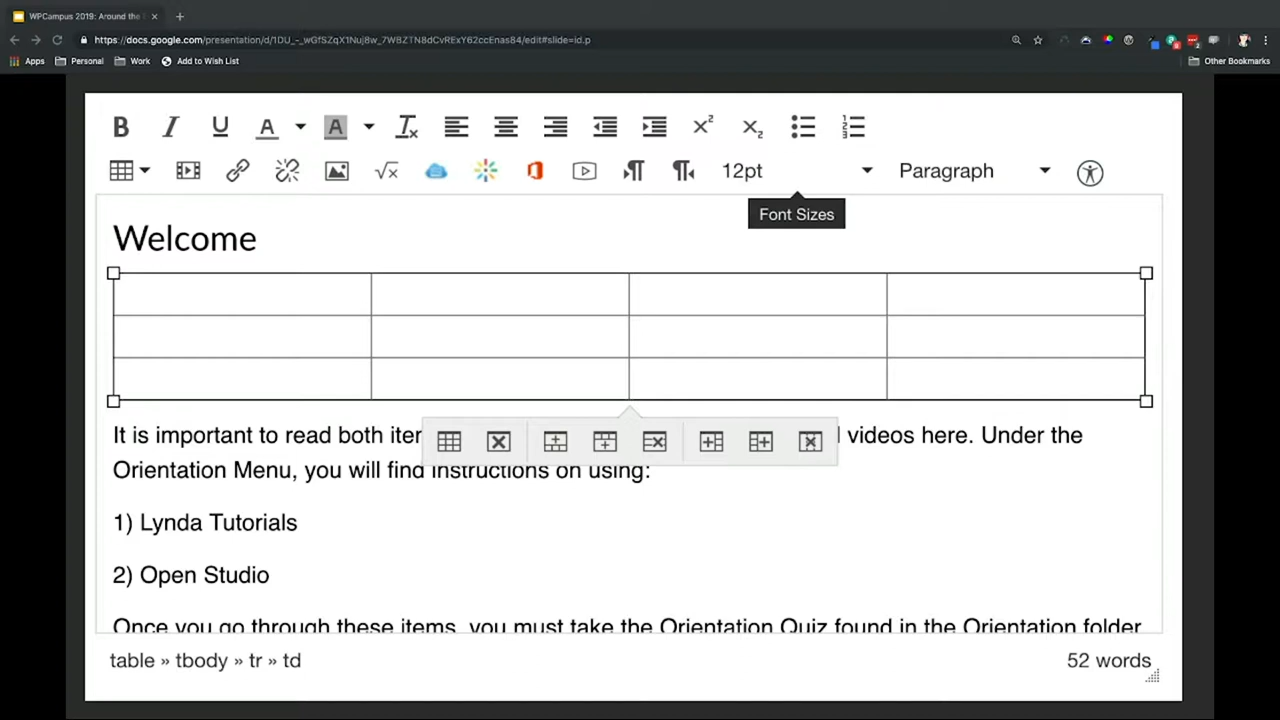 WPCampus 2019: Around the
https://docs.google.com/presentation/d/1DU_-_wGfSZqX1Nuj8w_7WBZTN8dCvRExY62ccEnas84/edit#slide=id.p
Apps Personal Work Add to Wish List Other Bookmarks
12pt Paragraph
Font Sizes
Welcome
It is important to read both videos here. Under the
Orientation Menu, you will find instructions on using:
1) Lynda Tutorials
2) Open Studio
Once you go through these items, you must take the Orientation Quiz found in the Orientation folder
table » tbody » tr » td 52 words